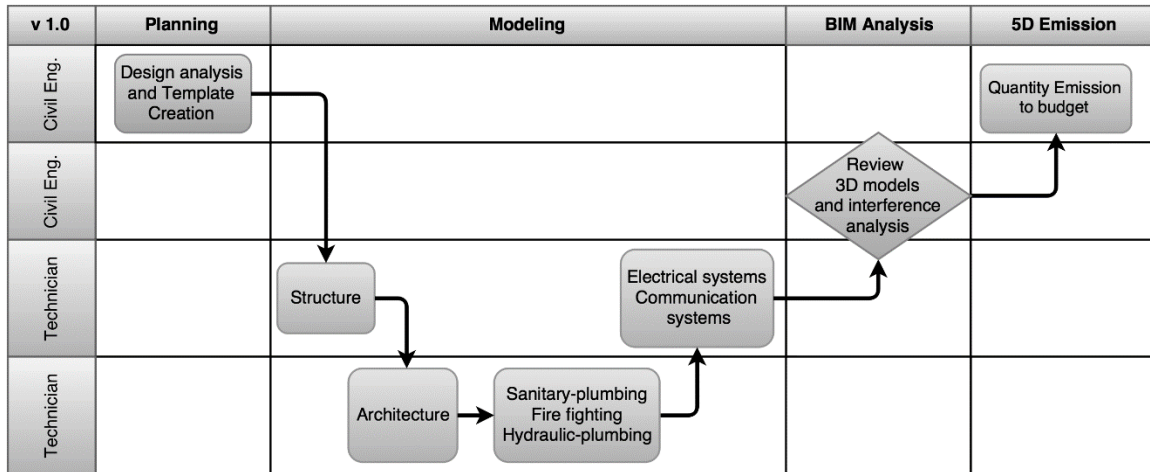 v 1.0
Planning
Modeling
BIM Analysis
5D Emission
Civil Eng.
Design analysis
and Template
Creation
Quantity Emission
to budget
Civil Eng.
Review
3D models
and interference
analysis
Technician
Structure
Electrical systems
Communication
systems
Technician
Architecture
Sanitary-plumbing
Fire fighting
Hydraulic-plumbing